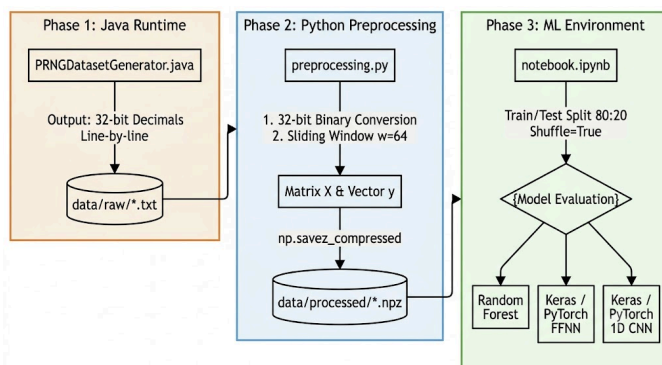 Phase 1: Java Runtime
PRNGDatasetGenerator.java
Output: 32-bit Decimals
Line-by-line
data/raw/*.txt
Phase 2: Python Preprocessing
preprocessing.py
1. 32-bit Binary Conversion
2. Sliding Window w=64
Matrix X & Vector y
np.savez_compressed
data/processed/*.npz
Phase 3: ML Environment
notebook.ipynb
Train/Test Split 80:20
Shuffle=True
{Model Evaluation}
Random
Forest
Keras /
PyTorch
FFNN
Keras /
PyTorch
1D CNN